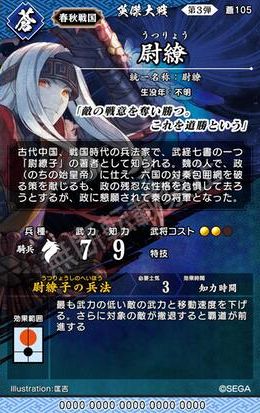 蒼
春秋戦国
英傑大戦
第3弾
蒼105
うつりょう
尉繚
統一名称:尉繚
生没年:不明
「敵の戦意を奪い勝つ。
これを道勝という」
古代中国、戦国時代の兵法家で、武経七書の一つ
「尉繚子」の著者として知られる。魏の人で、政
(のちの始皇帝)に仕え、六国の対秦包囲網を破
る策を献じるも、政の残忍な性格を危惧して去ろ
うとするが、政に懇願されて秦の将軍となった。
兵種 武力 知力 武将コスト
騎兵 7 9 特技
うつりょうしのへいほう
尉繚子の兵法
必要士気 3
効果時間 知力時間
効果範囲
最も武力の低い敵の武力と移動速度を下げ
る。さらに対象の敵が撤退すると覇道が前
進する
Illustration:匡吉
©SEGA
0000-0000-0000-0000-0000